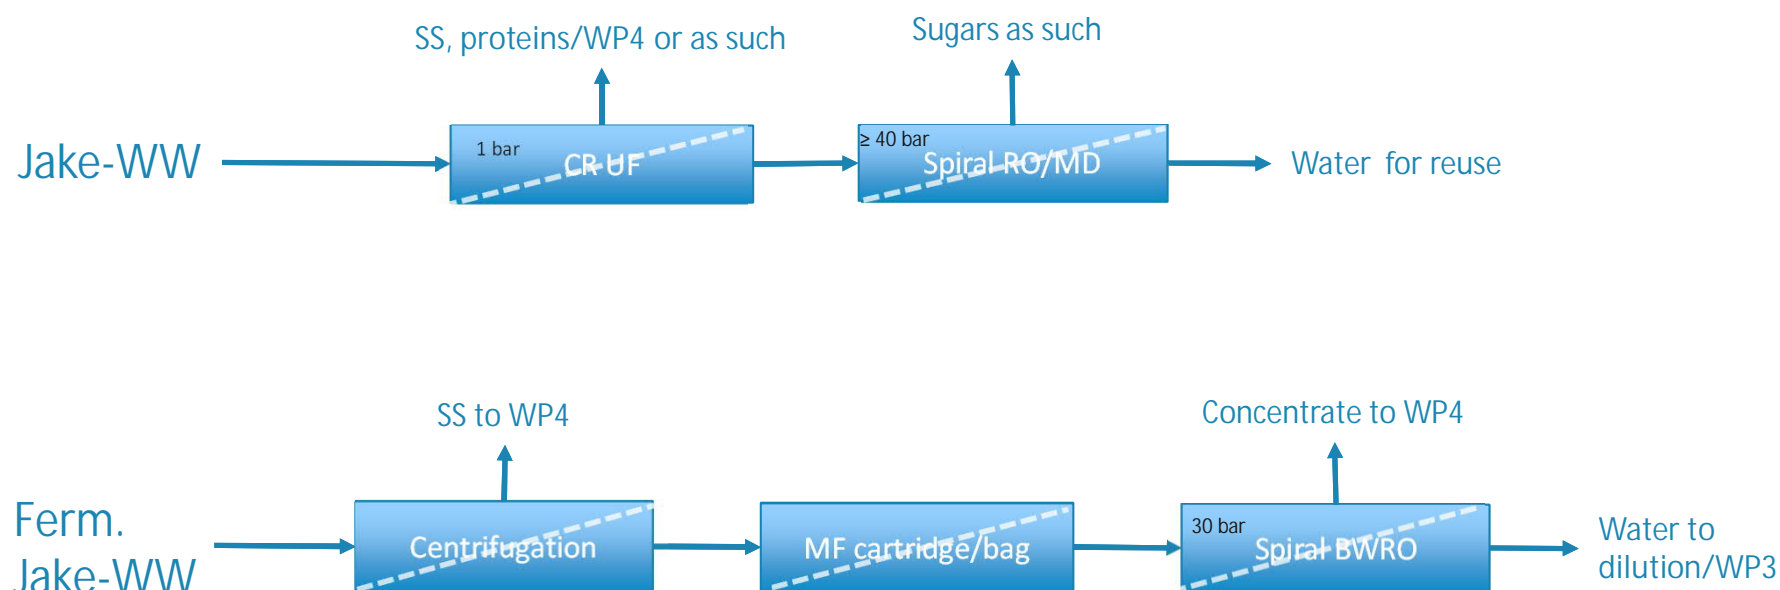 SS, proteins/WP4 or as such
Sugars as such
Jake-WW
1 bar
CR-UF
≥ 40 bar
Spiral RO/MD
Water for reuse
SS to WP4
Concentrate to WP4
Ferm.
Jake-WW
Centrifugation
MF cartridge/bag
30 bar
Spiral BWRO
Water to
dilution/WP3